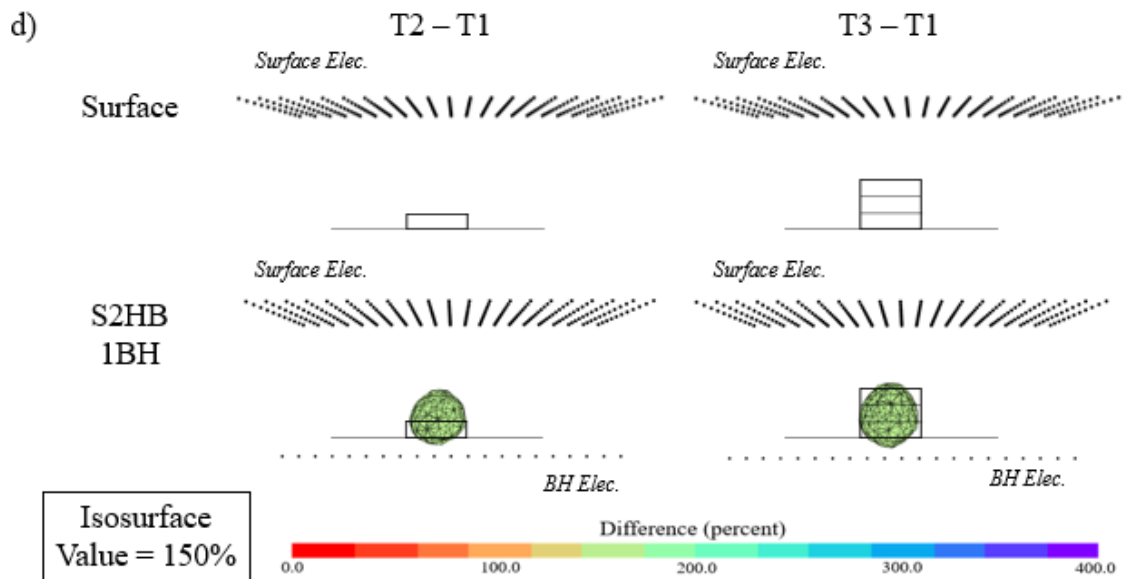 d)
T2 – T1
T3 – T1
Surface Elec.
Surface Elec.
Surface
Surface Elec.
Surface Elec.
S2HB
1BH
BH Elec.
BH Elec.
Isosurface
Value = 150%
Difference (percent)
0.0 100.0 200.0 300.0 400.0